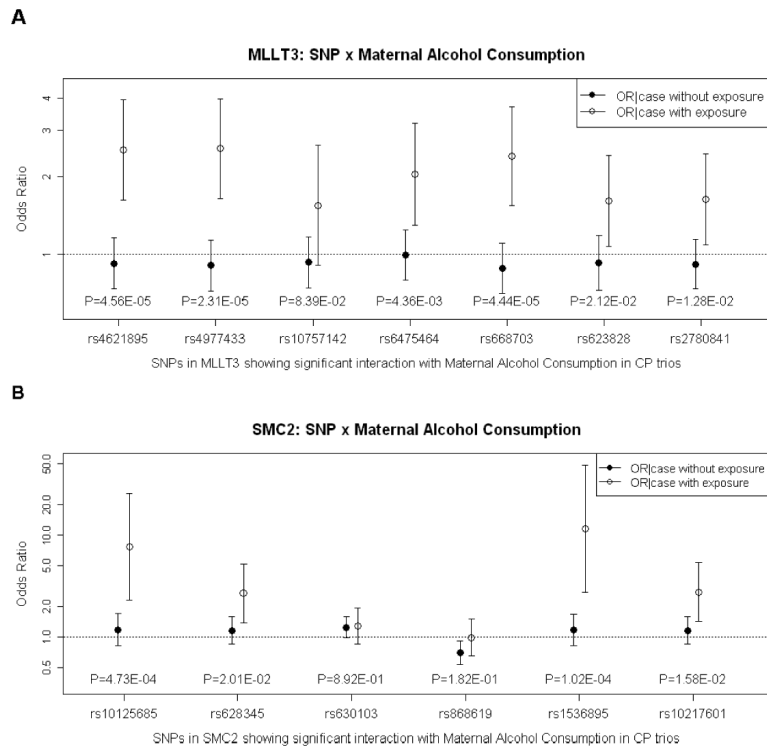 A
MLLT3: SNP x Maternal Alcohol Consumption
OR|case without exposure
OR|case with exposure
Odds Ratio
4
3
2
1
P=4.56E-05 P=2.31E-05 P=8.39E-02 P=4.36E-03 P=4.44E-05 P=2.12E-02 P=1.28E-02
rs4621895 rs4977433 rs10757142 rs6475464 rs668703 rs623828 rs2780841
SNPs in MLLT3 showing significant interaction with Maternal Alcohol Consumption in CP trios
B
SMC2: SNP x Maternal Alcohol Consumption
OR|case without exposure
OR|case with exposure
Odds Ratio
50.0
20.0
10.0
5.0
2.0
1.0
0.5
P=4.73E-04 P=2.01E-02 P=8.92E-01 P=1.82E-01 P=1.02E-04 P=1.58E-02
rs10125685 rs628345 rs630103 rs868619 rs1536895 rs10217601
SNPs in SMC2 showing significant interaction with Maternal Alcohol Consumption in CP trios